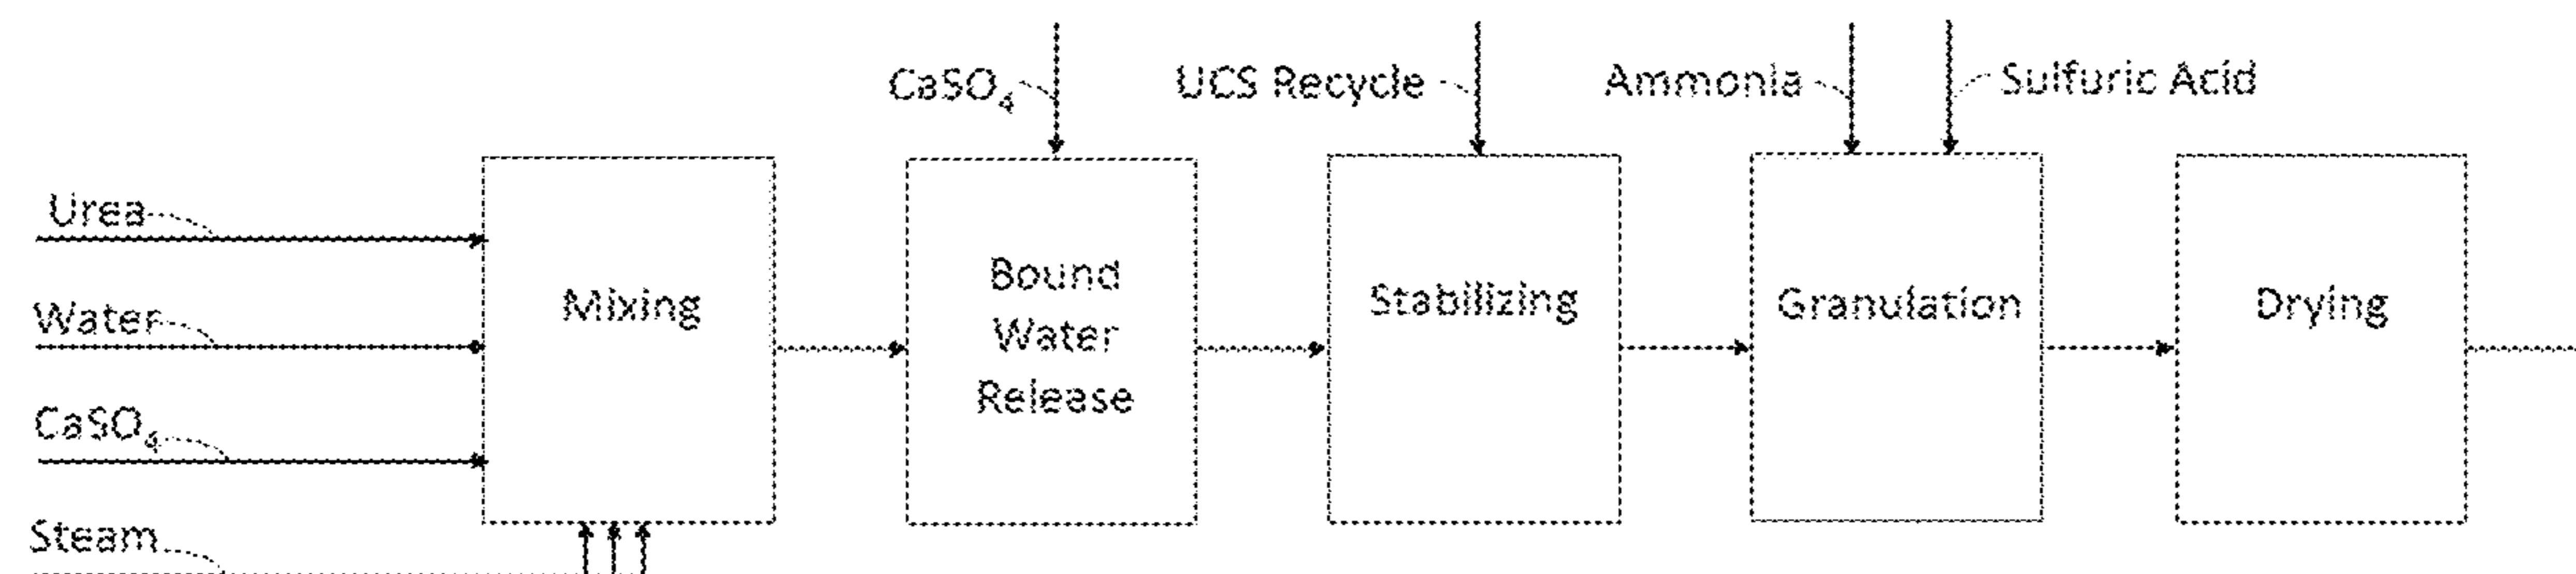 CaSO₄
UCS Recycle
Ammonia
Sulfuric Acid
Urea
Water
CaSO₄
Steam
Mixing
Bound
Water
Release
Stabilizing
Granulation
Drying